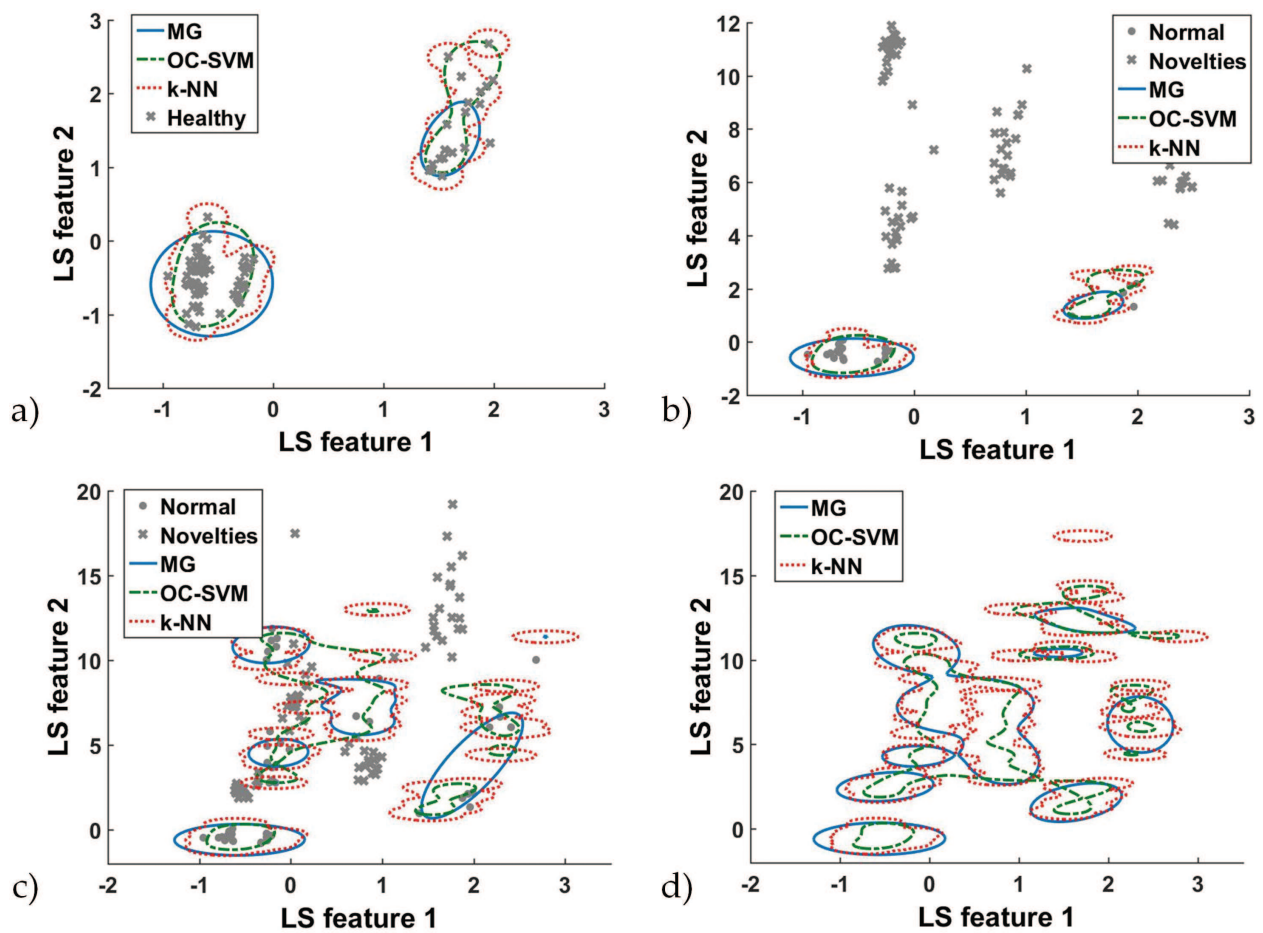 MG
OC-SVM
k-NN
Healthy
3
2
1
0
-1
-2
-1 0 1 2 3
LS feature 2
LS feature 1
a)
Normal
Novelties
MG
OC-SVM
k-NN
12
10
8
6
4
2
0
-2
-1 0 1 2 3
LS feature 2
LS feature 1
b)
Normal
Novelties
MG
OC-SVM
k-NN
20
15
10
5
0
-2 -1 0 1 2 3
LS feature 2
LS feature 1
c)
MG
OC-SVM
k-NN
20
15
10
5
0
-2 -1 0 1 2 3
LS feature 2
LS feature 1
d)